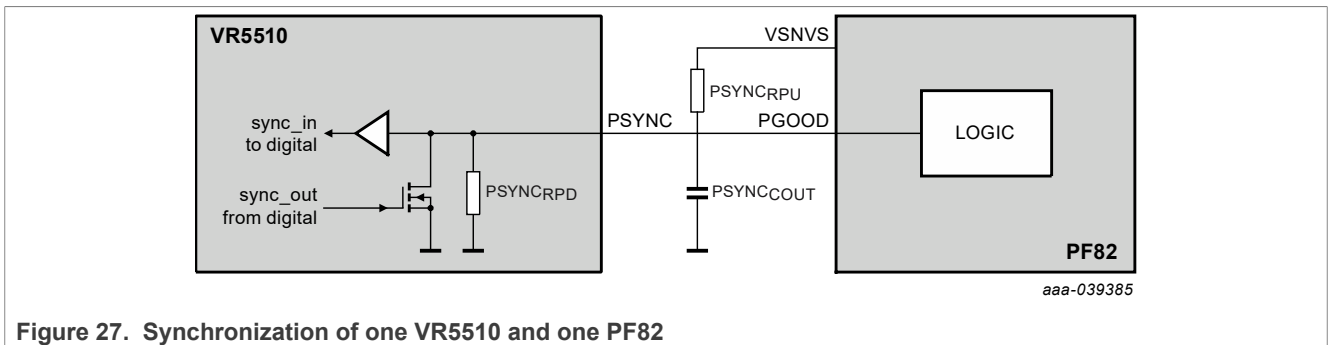 VR5510
VSNVS
PSYNCRPU
sync_in
to digital
PSYNC
PGOOD
LOGIC
sync_out
from digital
PSYNCRPD
PSYNCCOUT
PF82
aaa-039385
Figure 27. Synchronization of one VR5510 and one PF82